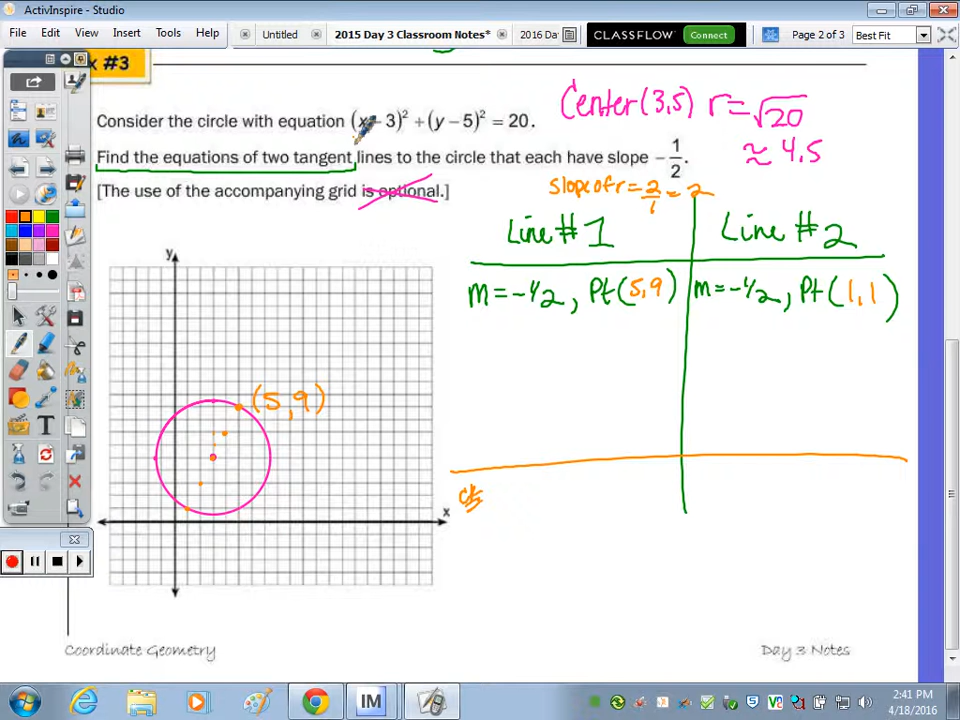 ActivInspire - Studio
File Edit View Insert Tools Help
Untitled
2015 Day 3 Classroom Notes*
2016 Da
CLASSFLOW Connect
Page 2 of 3
Best Fit
x #3
Consider the circle with equation (x - 3)² + (y - 5)² = 20.
Center (3,5) r = √20
≈ 4.5
Find the equations of two tangent lines to the circle that each have slope -1/2.
[The use of the accompanying grid is optional.]
slope of r = 2/1 = 2
Line #1
Line #2
m = -1/2, Pt (5,9)
m = -1/2, Pt (1,1)
y
(5,9)
x
Coordinate Geometry
Day 3 Notes
IM
2:41 PM
4/18/2016